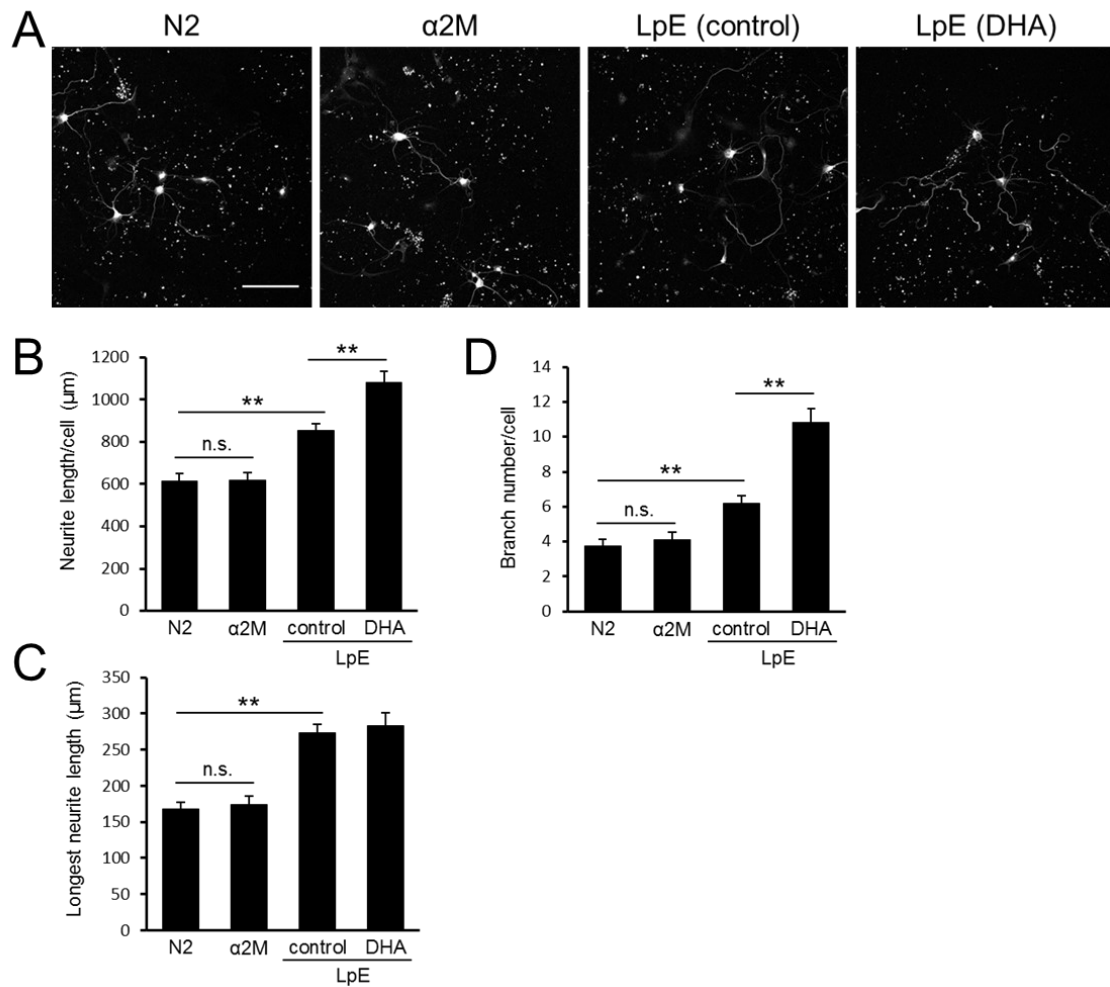 A
N2
α2M
LpE (control)
LpE (DHA)
B
Neurite length/cell (µm)
1200
1000
800
600
400
200
0
n.s.
**
**
N2
α2M
control
DHA
LpE
D
Branch number/cell
14
12
10
8
6
4
2
0
n.s.
**
**
N2
α2M
control
DHA
LpE
C
Longest neurite length (µm)
350
300
250
200
150
100
50
0
n.s.
**
N2
α2M
control
DHA
LpE